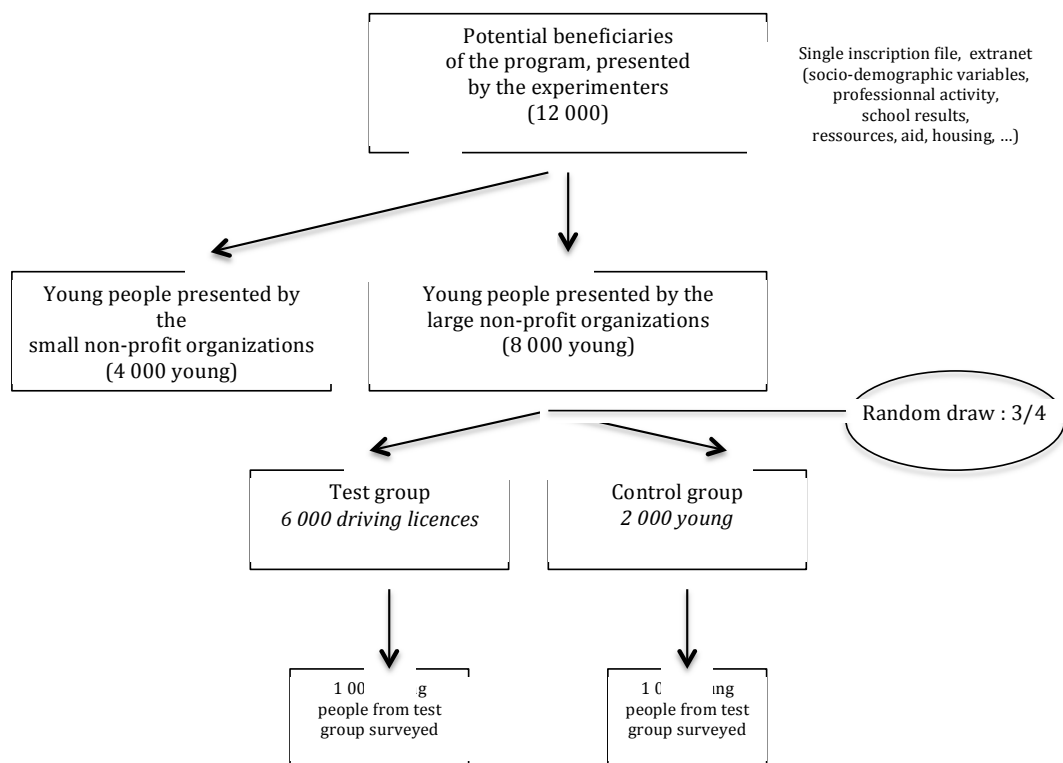 Potential beneficiaries
of the program, presented
by the experimenters
(12 000)
Single inscription file, extranet
(socio-demographic variables,
professionnal activity,
school results,
ressources, aid, housing, ...)
Young people presented by
the
small non-profit organizations
(4 000 young)
Young people presented by the
large non-profit organizations
(8 000 young)
Random draw : 3/4
Test group
6 000 driving licences
Control group
2 000 young
1
people from test
group surveyed
1
people from test
group surveyed